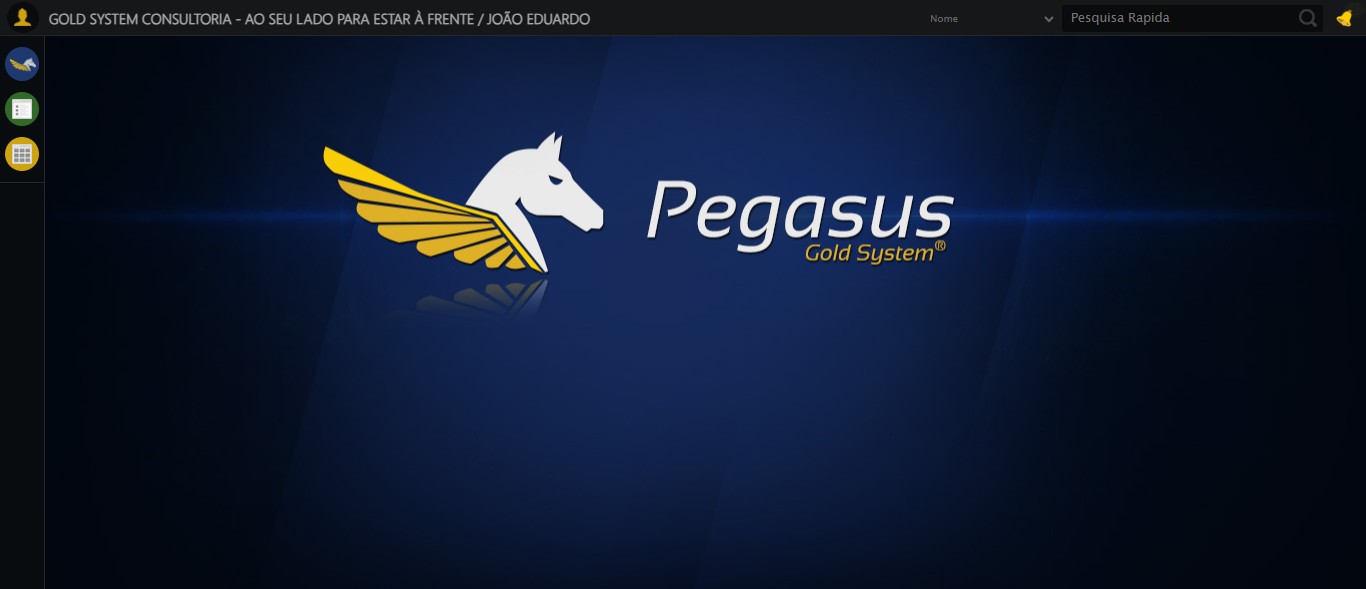 GOLD SYSTEM CONSULTORIA - AO SEU LADO PARA ESTAR À FRENTE / JOÃO EDUARDO
Nome
Pesquisa Rapida
Pegasus
Gold System®